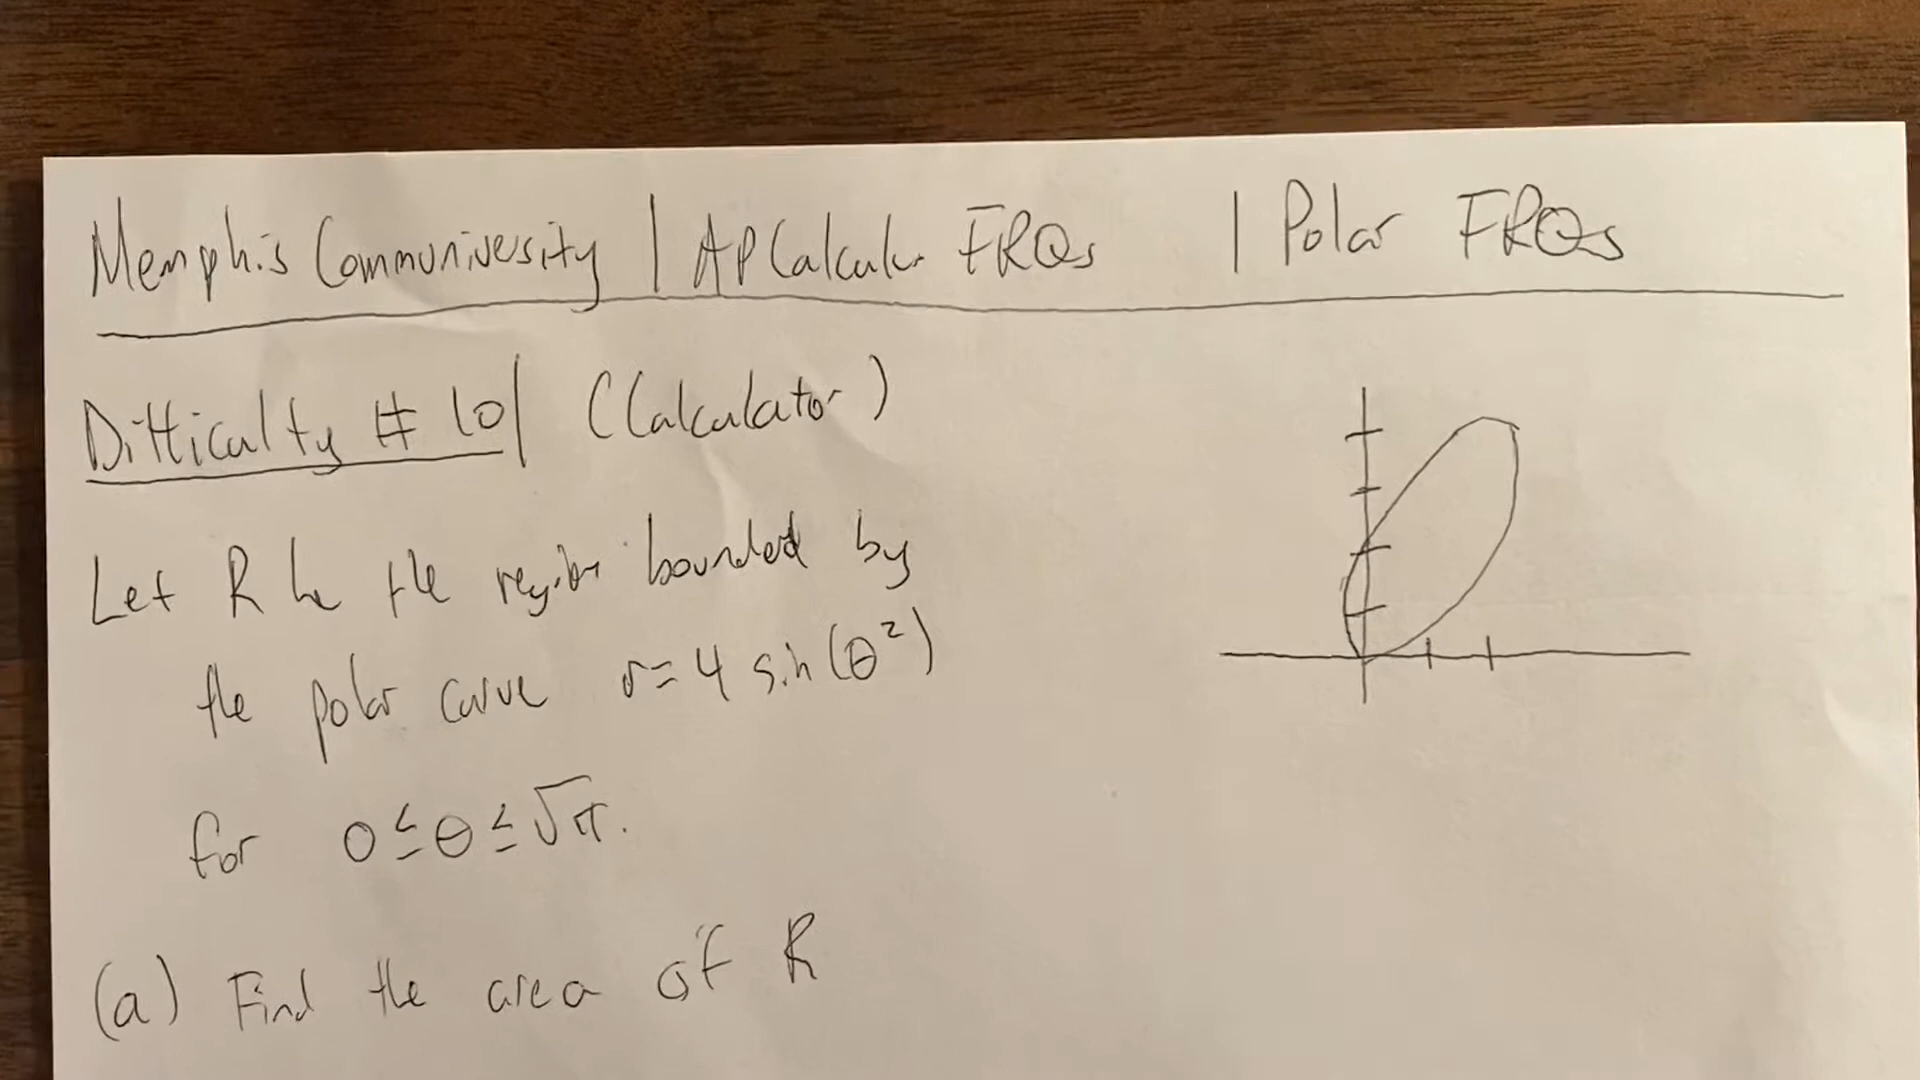 Memphis Communiversity | AP Calculus FRQs | Polar FRQs
Difficulty # 10 | (Calculator)
Let R be the region bounded by
the polar curve r = 4 sin(θ²)
for 0 ≤ θ ≤ √π.
(a) Find the area of R